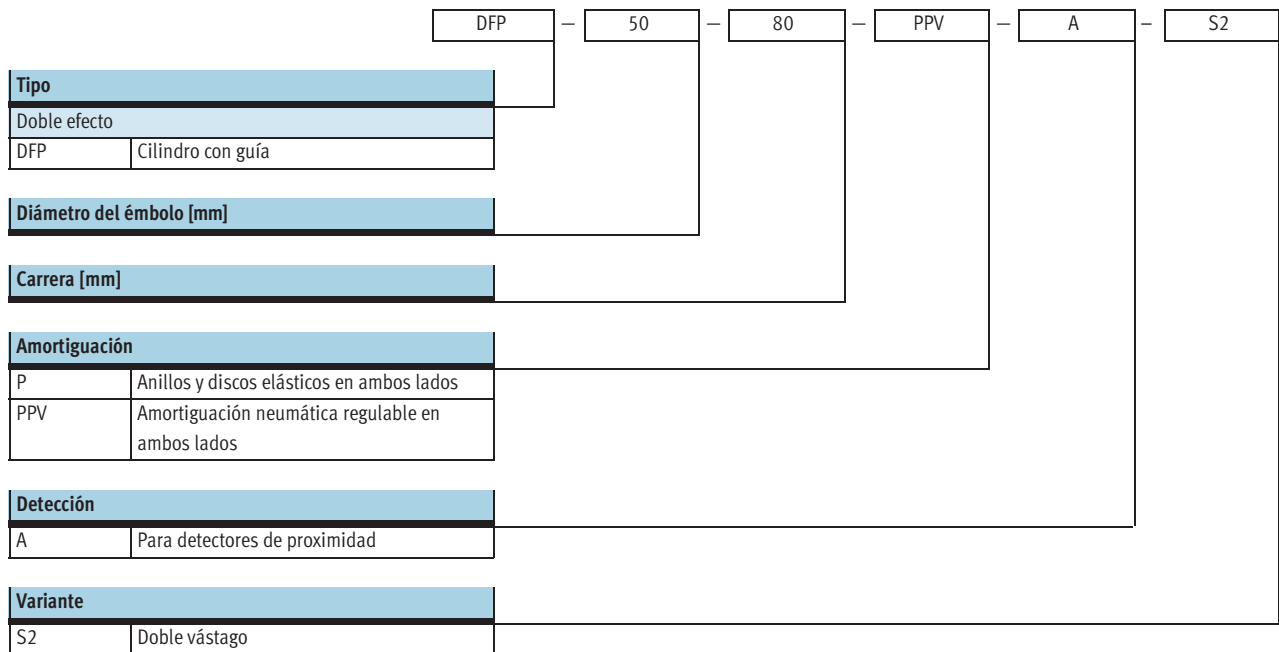 DFP — 50 — 80 — PPV — A – S2
Tipo
Doble efecto
DFP Cilindro con guía
Diámetro del émbolo [mm]
Carrera [mm]
Amortiguación
P Anillos y discos elásticos en ambos lados
PPV Amortiguación neumática regulable en
ambos lados
Detección
A Para detectores de proximidad
Variante
S2 Doble vástago